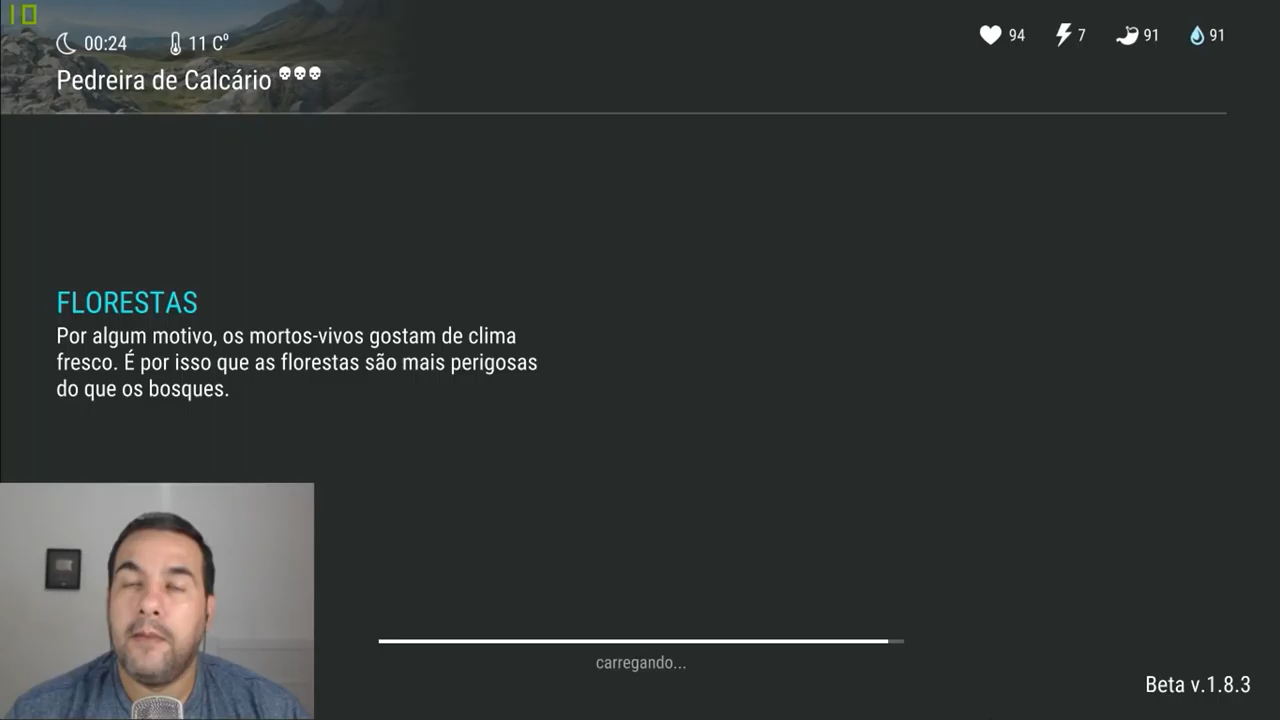 10
00:24 11 Cº
Pedreira de Calcário
94 7 91 91
FLORESTAS
Por algum motivo, os mortos-vivos gostam de clima
fresco. É por isso que as florestas são mais perigosas
do que os bosques.
carregando...
Beta v.1.8.3